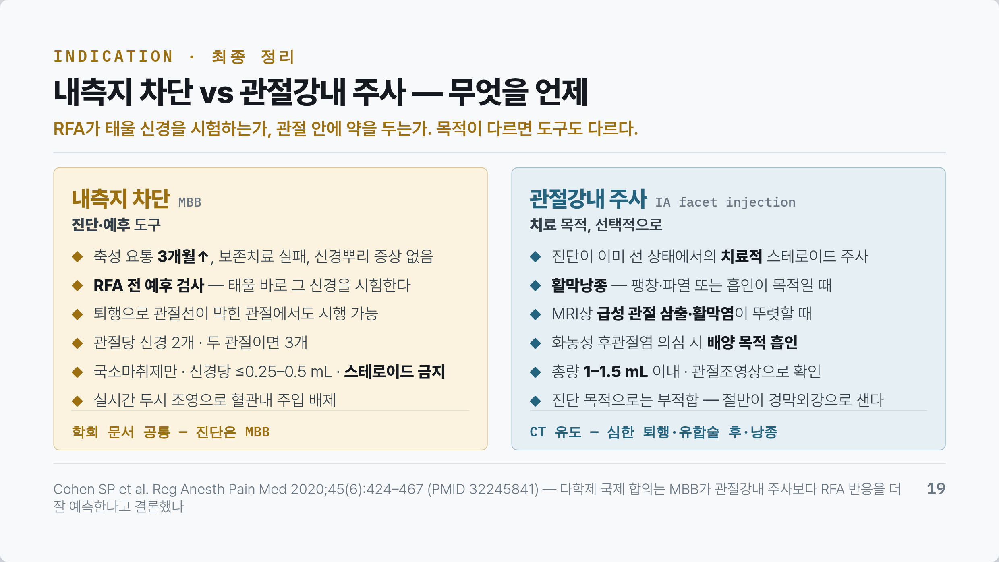 INDICATION · 최종 정리
내측지 차단 vs 관절강내 주사 — 무엇을 언제
RFA가 태울 신경을 시험하는가, 관절 안에 약을 두는가. 목적이 다르면 도구도 다르다.
내측지 차단 MBB
진단·예후 도구
◆ 축성 요통 3개월↑, 보존치료 실패, 신경뿌리 증상 없음
◆ RFA 전 예후 검사 — 태울 바로 그 신경을 시험한다
◆ 퇴행으로 관절선이 막힌 관절에서도 시행 가능
◆ 관절당 신경 2개 · 두 관절이면 3개
◆ 국소마취제만 · 신경당 ≤0.25–0.5 mL · 스테로이드 금지
◆ 실시간 투시 조영으로 혈관내 주입 배제
학회 문서 공통 — 진단은 MBB
관절강내 주사 IA facet injection
치료 목적, 선택적으로
◆ 진단이 이미 선 상태에서의 치료적 스테로이드 주사
◆ 활막낭종 — 팽창·파열 또는 흡인이 목적일 때
◆ MRI상 급성 관절 삼출·활막염이 뚜렷할 때
◆ 화농성 후관절염 의심 시 배양 목적 흡인
◆ 총량 1–1.5 mL 이내 · 관절조영상으로 확인
◆ 진단 목적으로는 부적합 — 절반이 경막외강으로 샌다
CT 유도 — 심한 퇴행·유합술 후·낭종
Cohen SP et al. Reg Anesth Pain Med 2020;45(6):424–467 (PMID 32245841) — 다학제 국제 합의는 MBB가 관절강내 주사보다 RFA 반응을 더
잘 예측한다고 결론했다
19